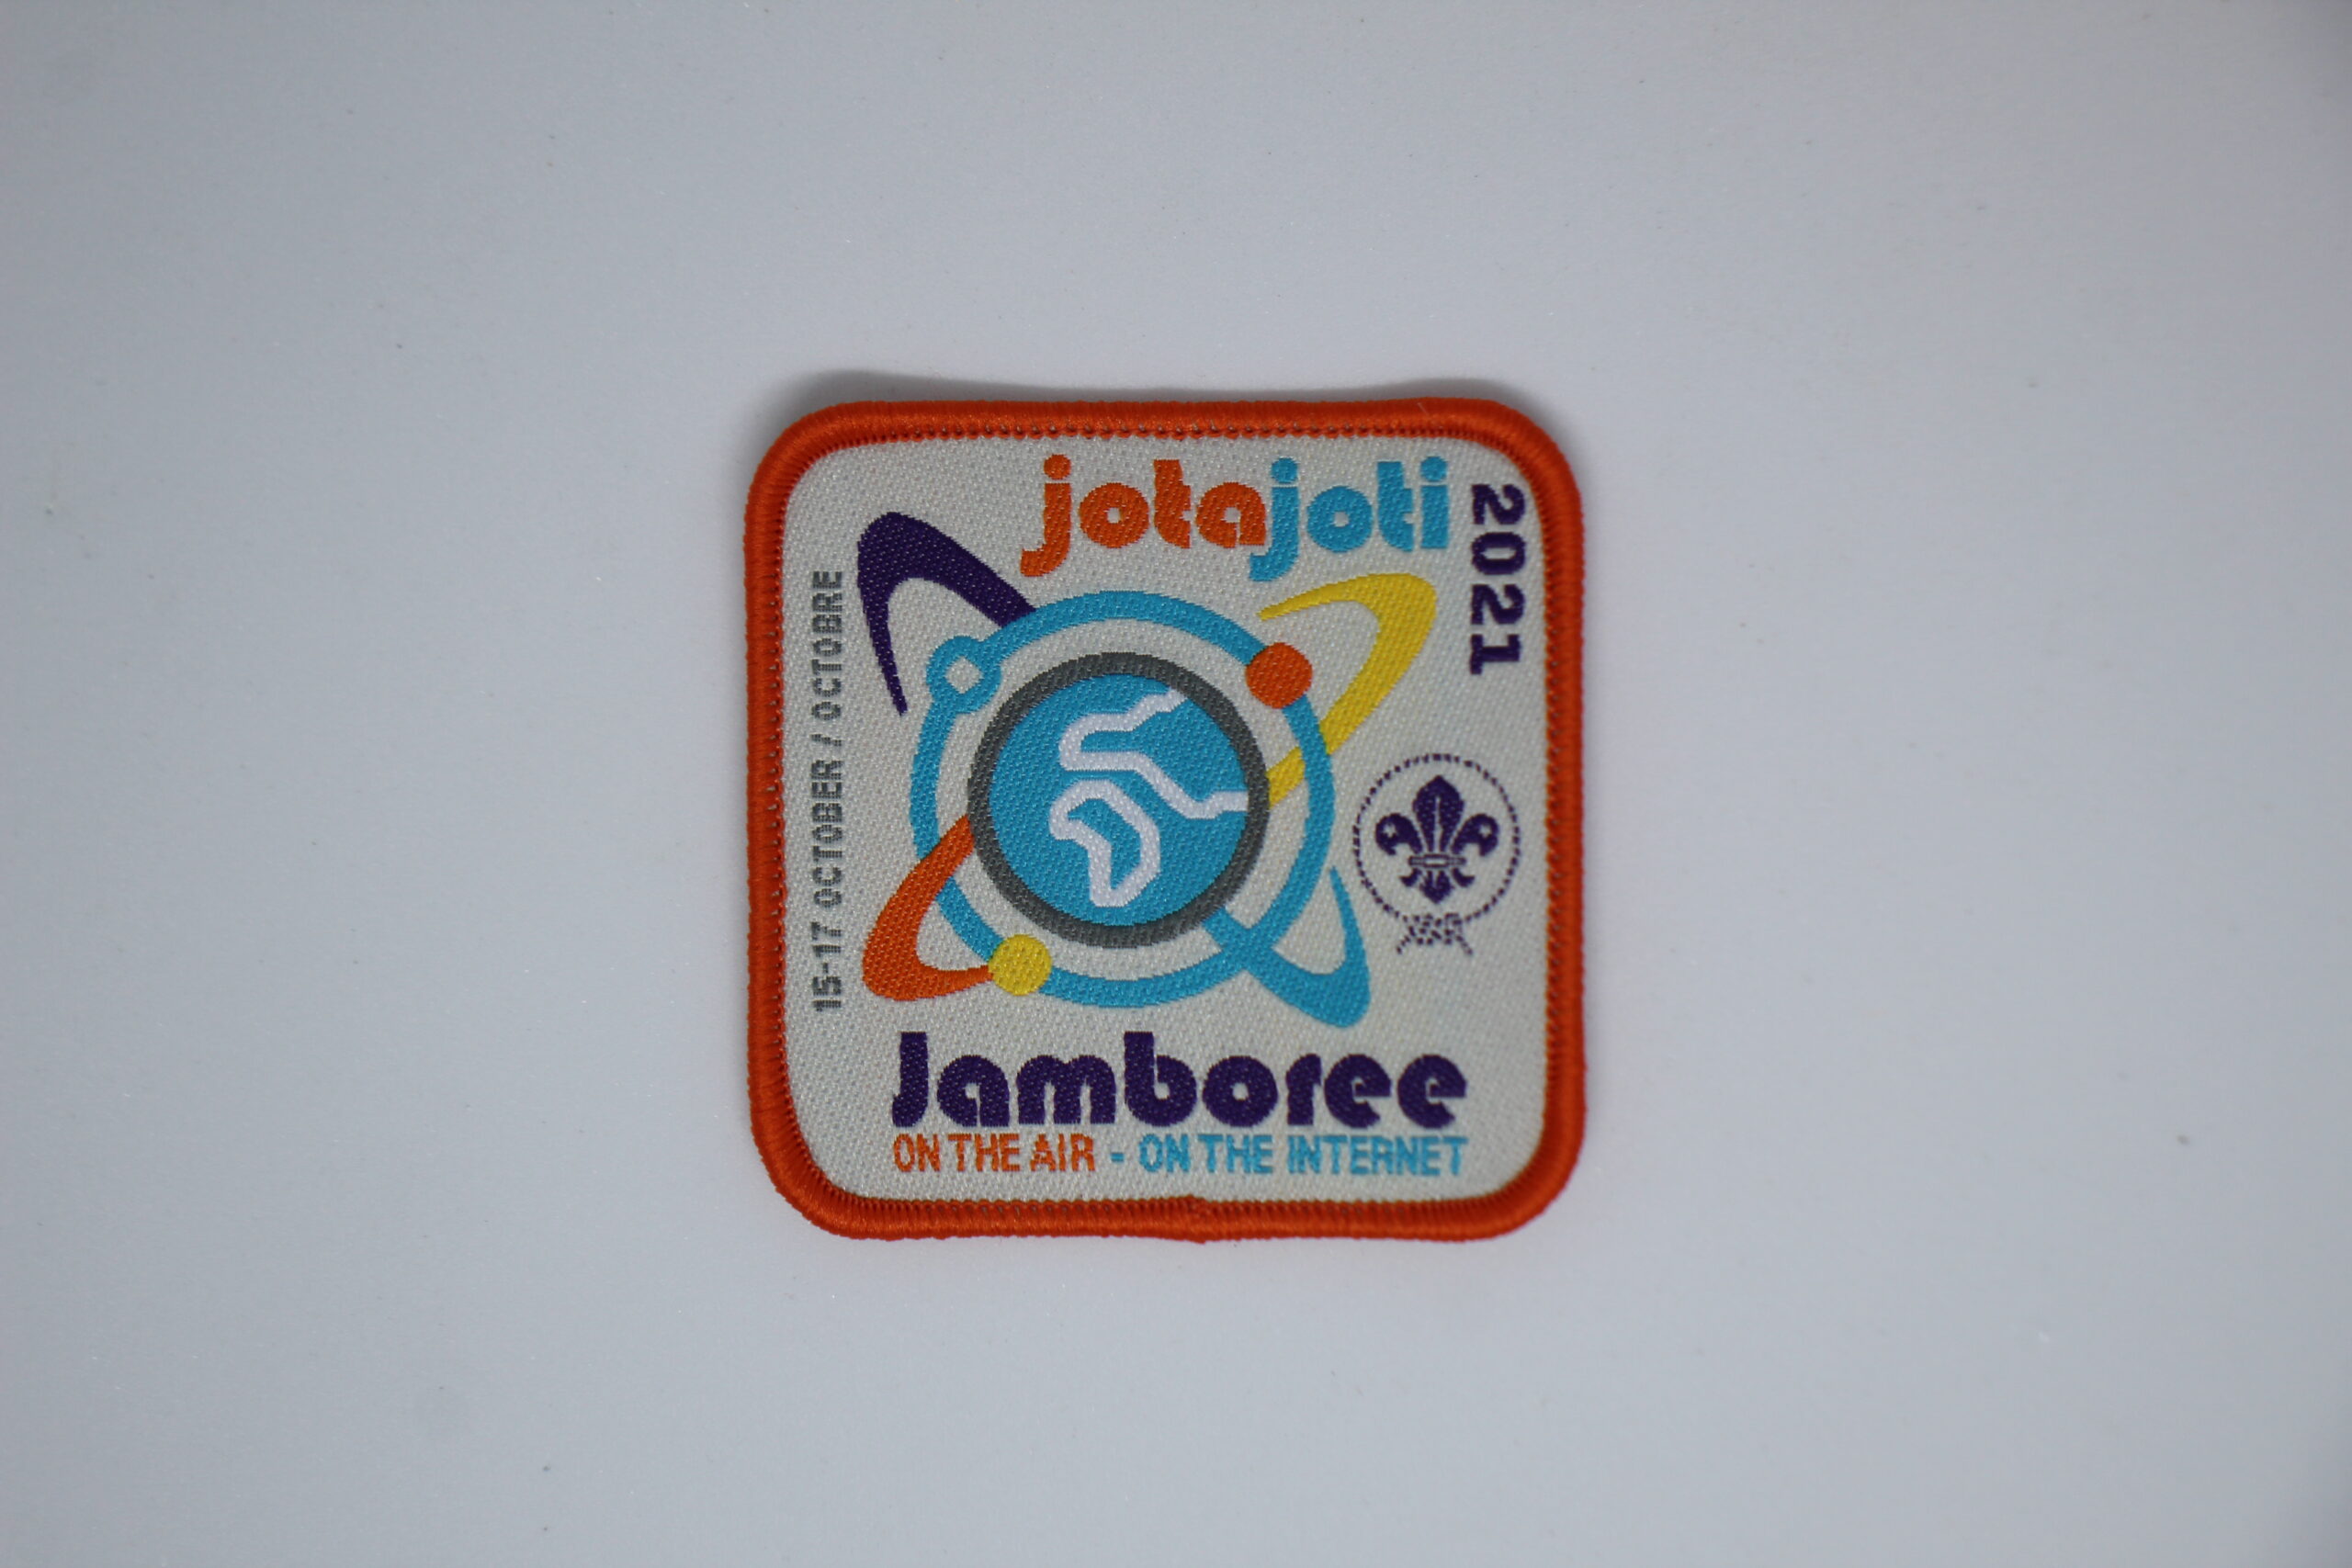 jotajoti
2021
15-17 OCTOBER / OCTOBRE
Jamboree
ON THE AIR - ON THE INTERNET